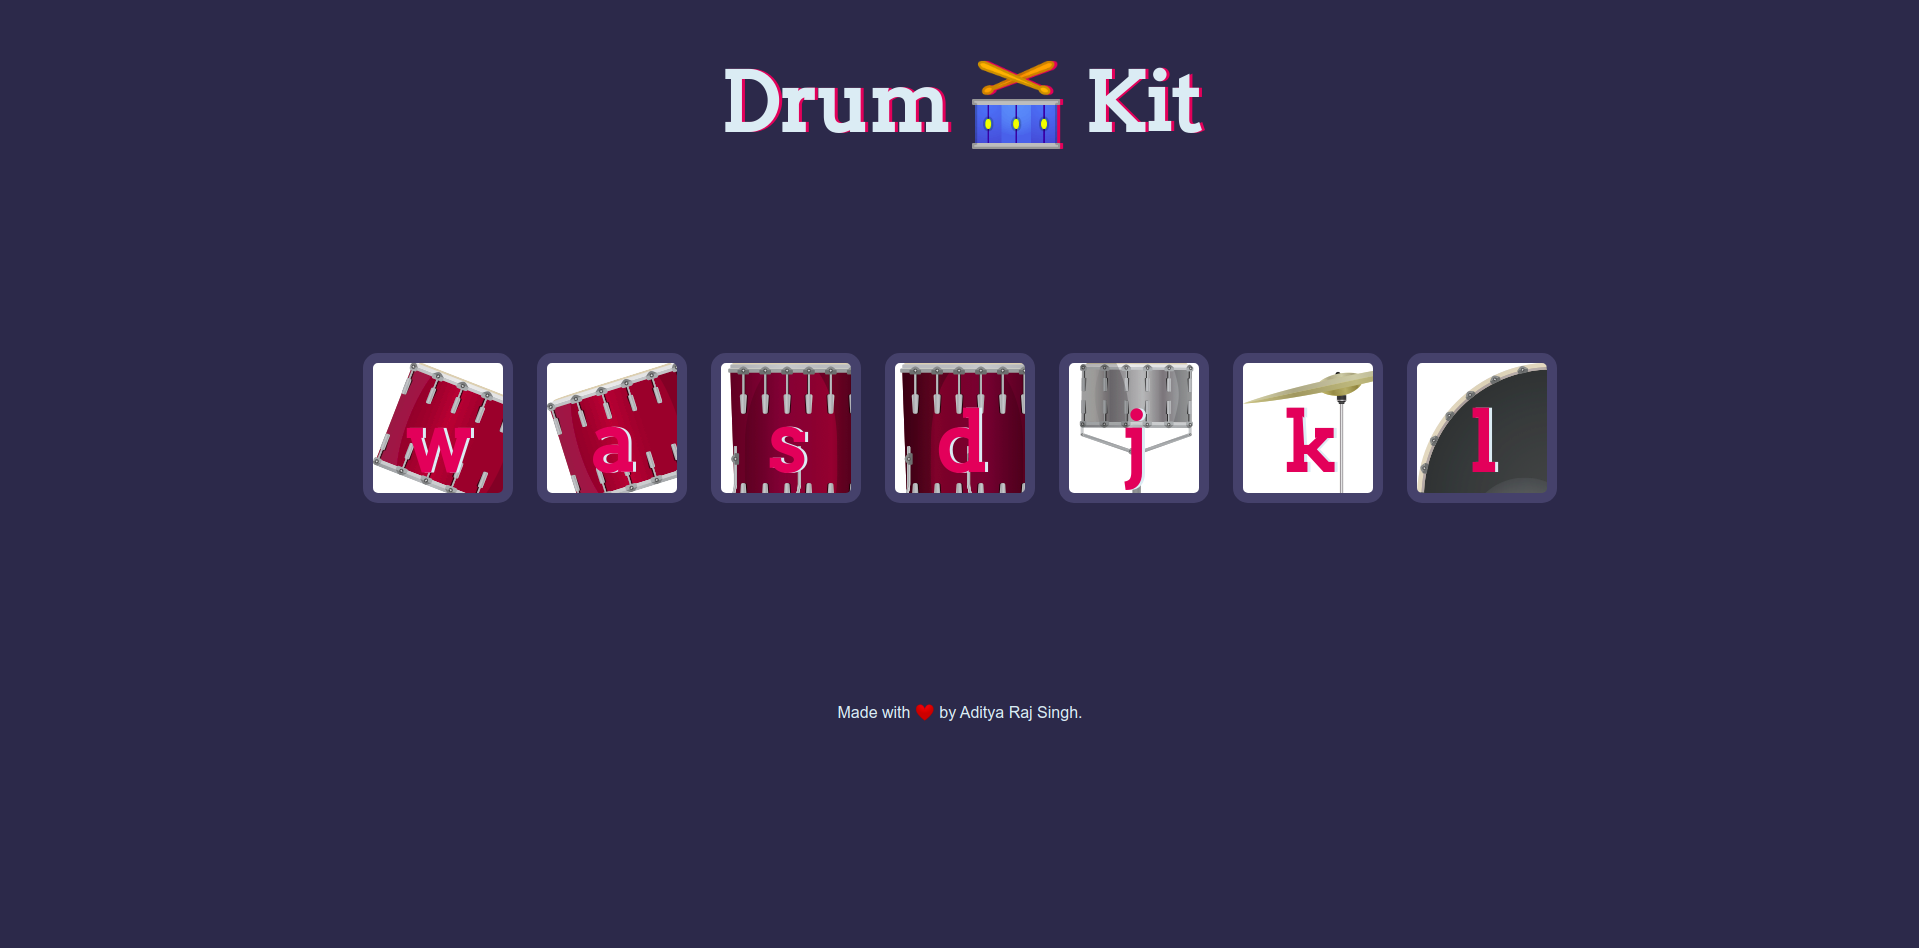 Drum 🥁 Kit
w a s d j k l
Made with ❤️ by Aditya Raj Singh.